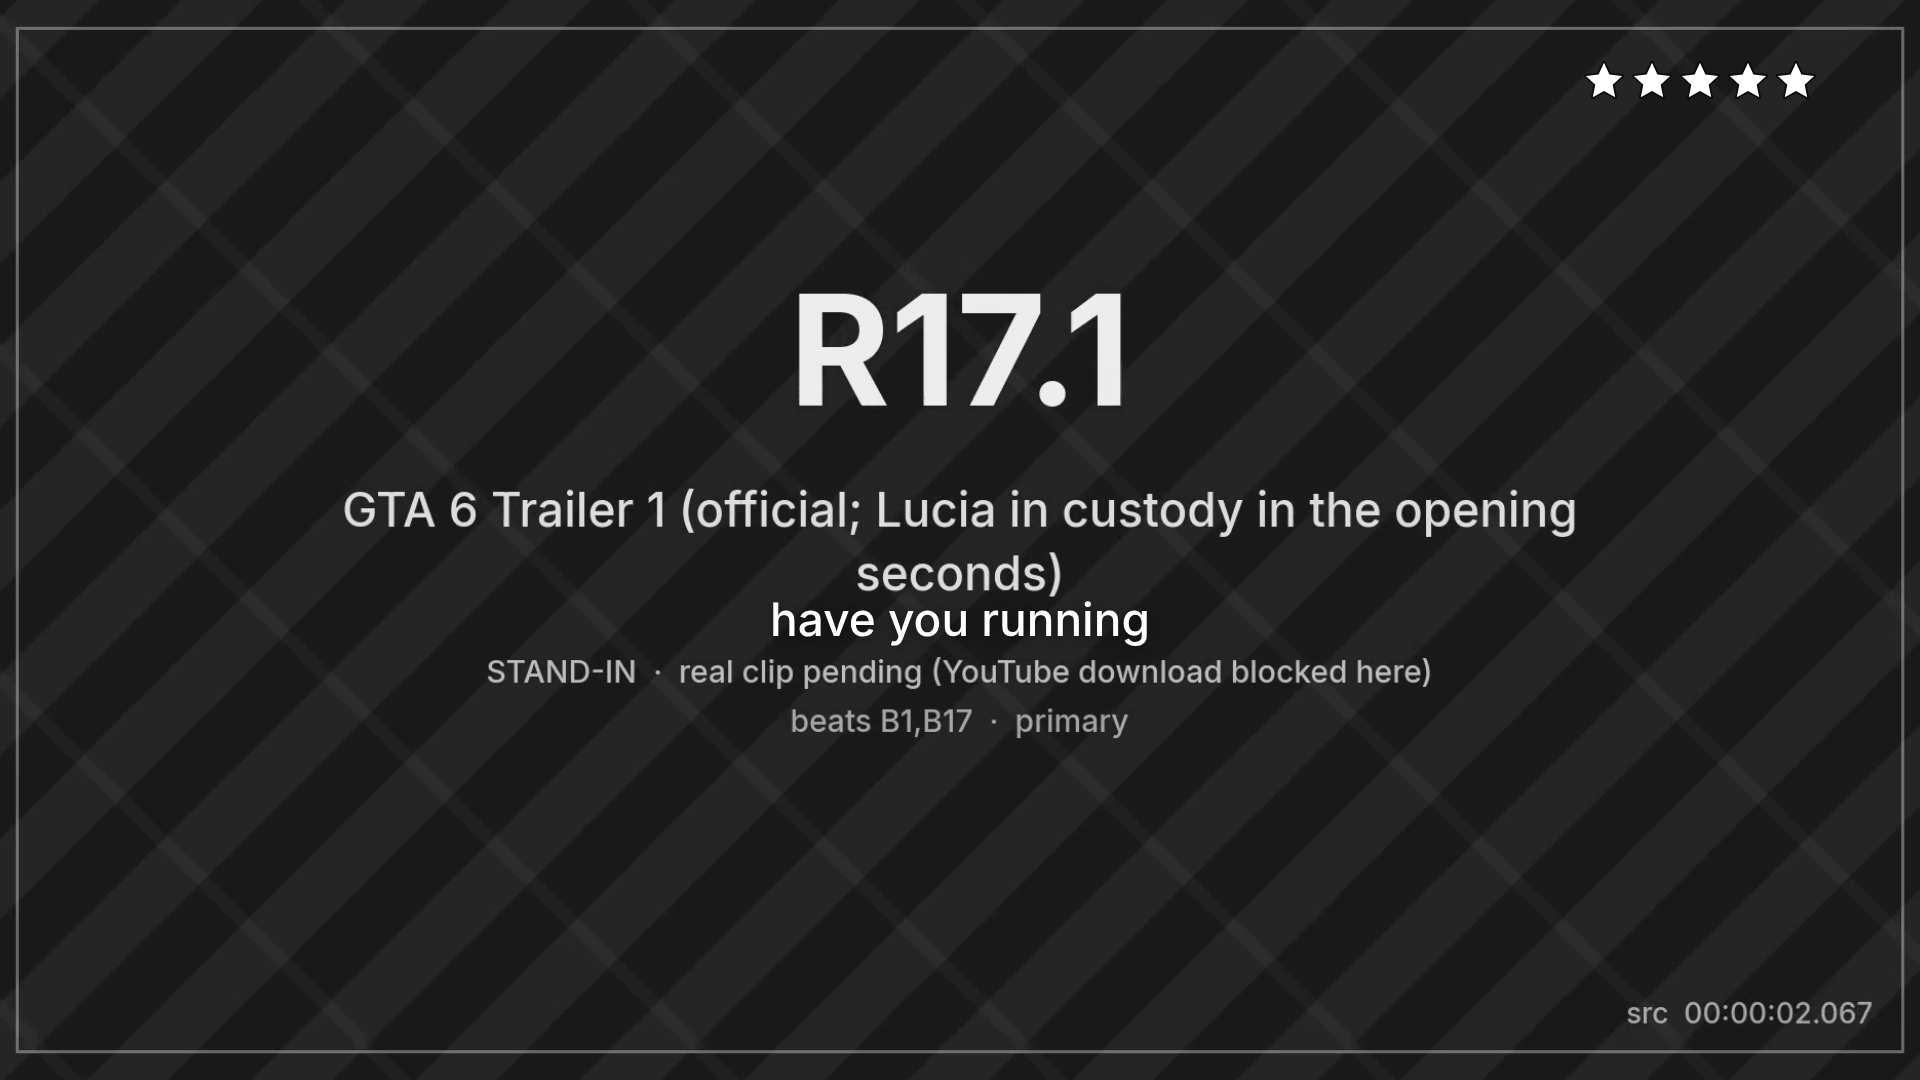 R17.1
GTA 6 Trailer 1 (official; Lucia in custody in the opening
seconds)
have you running
STAND-IN · real clip pending (YouTube download blocked here)
beats B1,B17 · primary
src 00:00:02.067